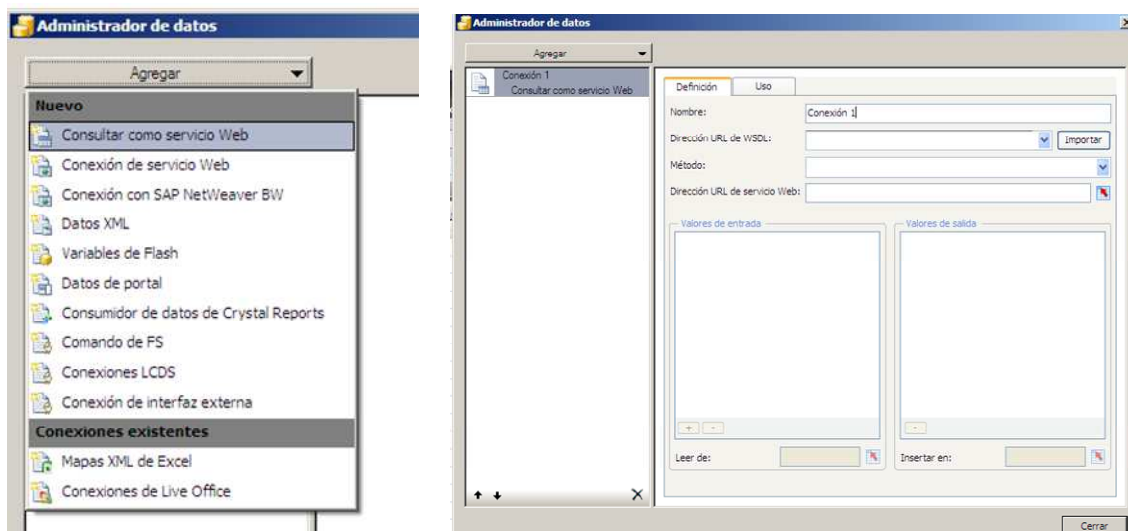 Administrador de datos
Agregar
Nuevo
Consultar como servicio Web
Conexión de servicio Web
Conexión con SAP NetWeaver BW
Datos XML
Variables de Flash
Datos de portal
Consumidor de datos de Crystal Reports
Comando de FS
Conexiones LCDS
Conexión de interfaz externa
Conexiones existentes
Mapas XML de Excel
Conexiones de Live Office
Administrador de datos
Agregar
Conexión 1
Consultar como servicio Web
Definición Uso
Nombre: Conexión 1
Dirección URL de WSDL: Importar
Método:
Dirección URL de servicio Web:
Valores de entrada Valores de salida
+ - -
Leer de: Insertar en:
Cerrar